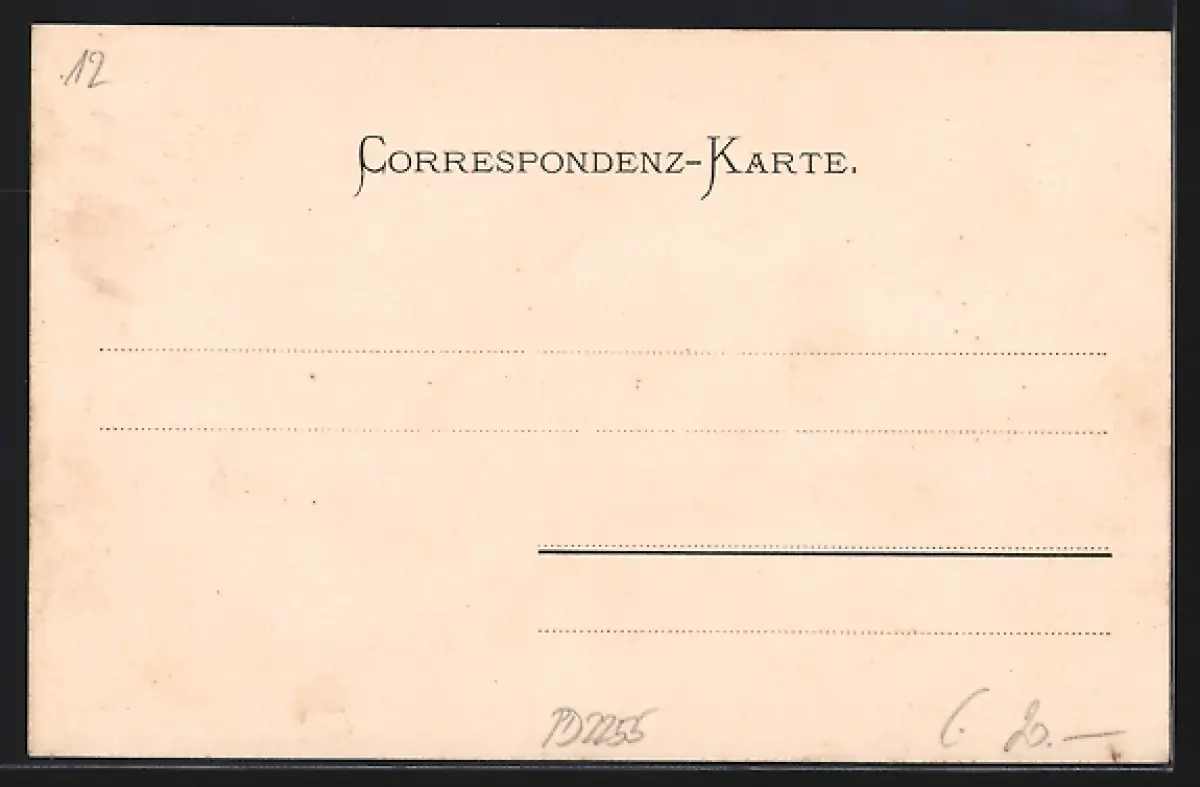 12
CORRESPONDENZ-KARTE.
PD2255
20.—